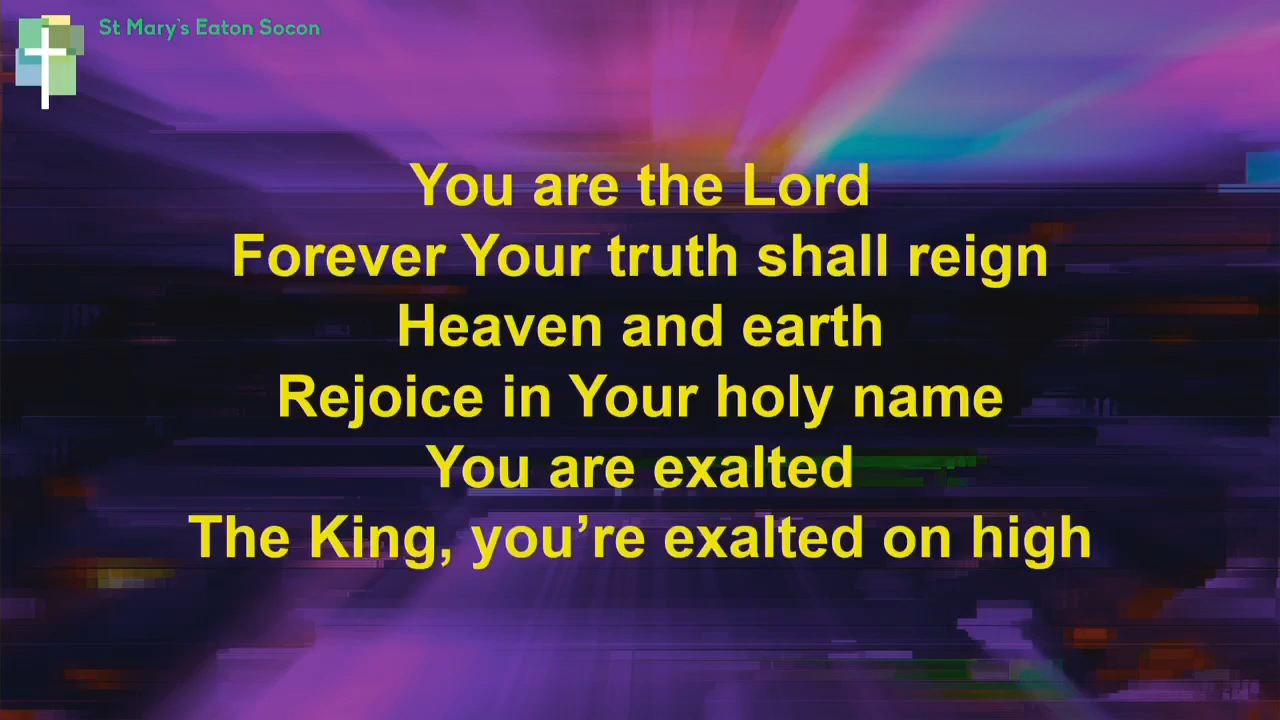 St Mary's Eaton Socon
You are the Lord
Forever Your truth shall reign
Heaven and earth
Rejoice in Your holy name
You are exalted
The King, you’re exalted on high